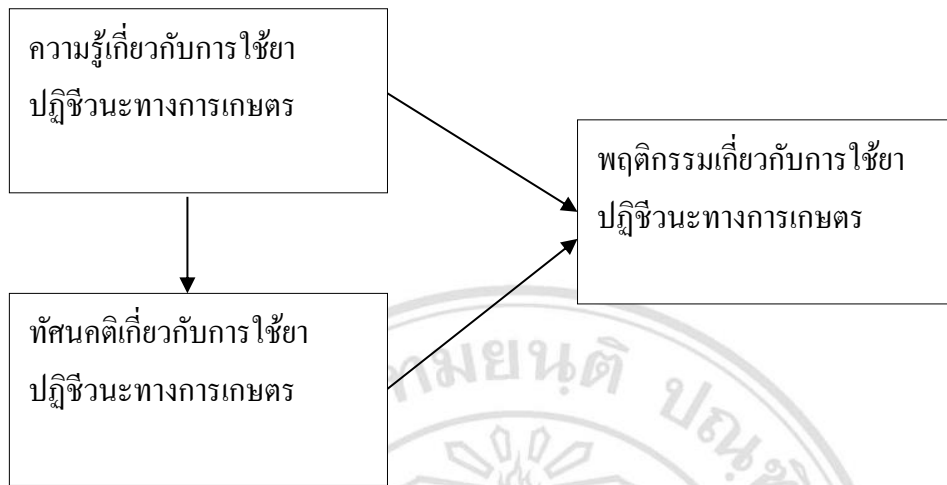 ความรู้เกี่ยวกับการใช้ยา
ปฏิชีวนะทางการเกษตร
พฤติกรรมเกี่ยวกับการใช้ยา
ปฏิชีวนะทางการเกษตร
ทัศนคติเกี่ยวกับการใช้ยา
ปฏิชีวนะทางการเกษตร